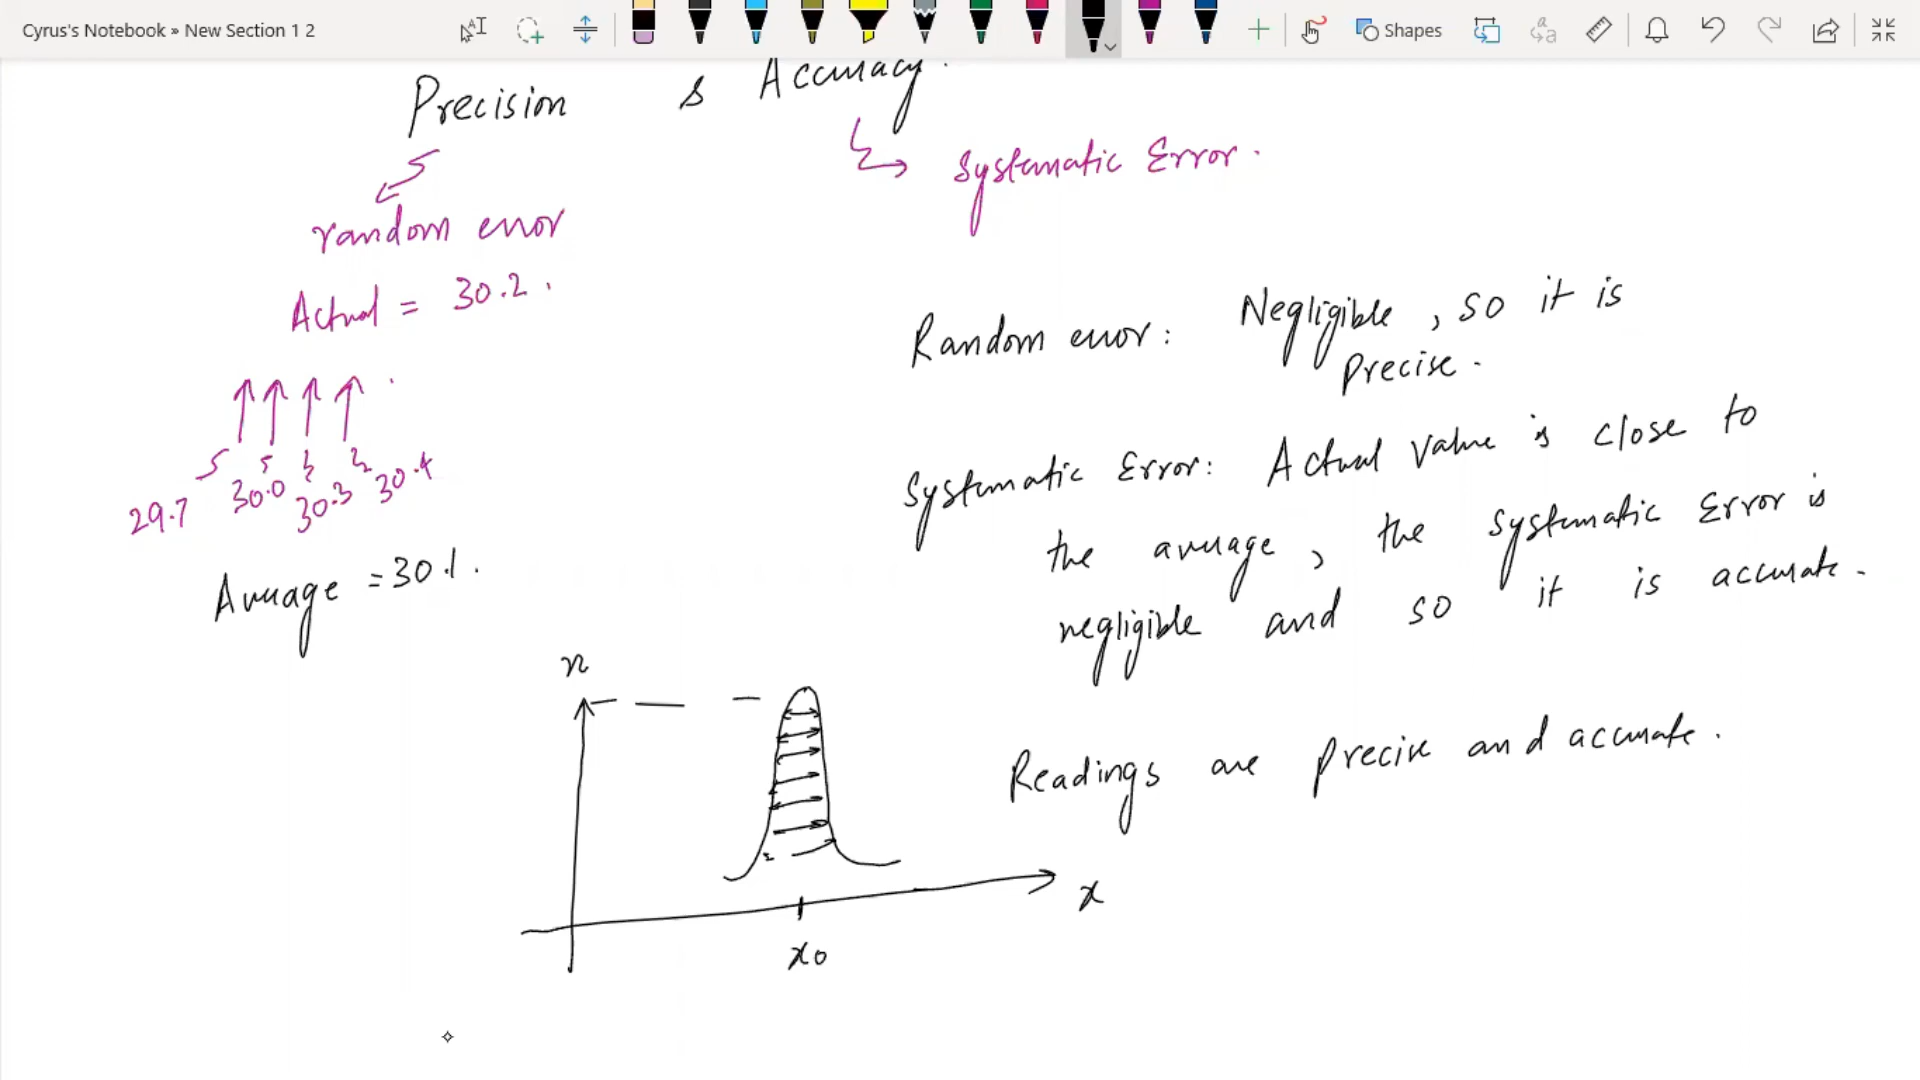 Cyrus's Notebook » New Section 1 2
Shapes
Precision & Accuracy.
Systematic Error.
random error
Actual = 30.2.
29.7 30.0 30.3 30.4
Average = 30.1.
Random error: Negligible, so it is
precise.
Systematic Error: Actual value is close to
the average, the systematic Error is
negligible and so it is accurate.
Readings are precise and accurate.
n
x
x0